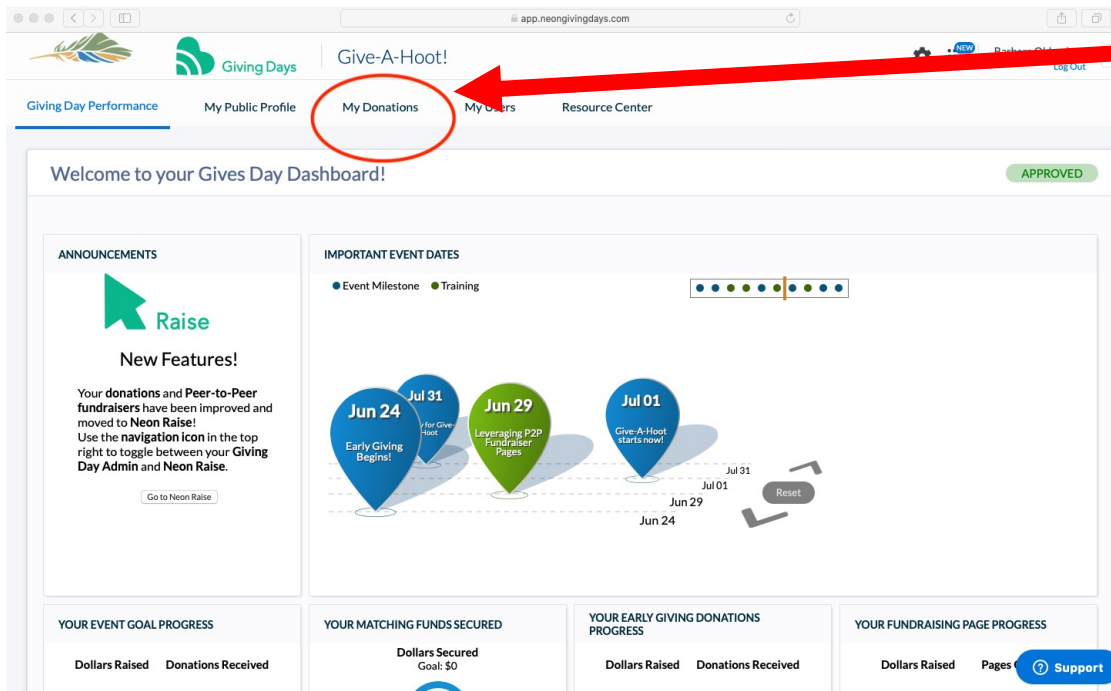 app.neongivingdays.com
Giving Days
Give-A-Hoot!
NEW
Log Out
Giving Day Performance
My Public Profile
My Donations
My Users
Resource Center
Welcome to your Gives Day Dashboard!
APPROVED
ANNOUNCEMENTS
Raise
New Features!
Your donations and Peer-to-Peer
fundraisers have been improved and
moved to Neon Raise!
Use the navigation icon in the top
right to toggle between your Giving
Day Admin and Neon Raise.
Go to Neon Raise
IMPORTANT EVENT DATES
Event Milestone
Training
Jun 24
Early Giving
Begins!
Jul 31
for Give-
Hoot
Jun 29
Leveraging P2P
Fundraiser
Pages
Jul 01
Give-A-Hoot
starts now!
Jul 31
Jul 01
Jun 29
Jun 24
Reset
YOUR EVENT GOAL PROGRESS
Dollars Raised
Donations Received
YOUR MATCHING FUNDS SECURED
Dollars Secured
Goal: $0
YOUR EARLY GIVING DONATIONS
PROGRESS
Dollars Raised
Donations Received
YOUR FUNDRAISING PAGE PROGRESS
Dollars Raised
Pages
Support